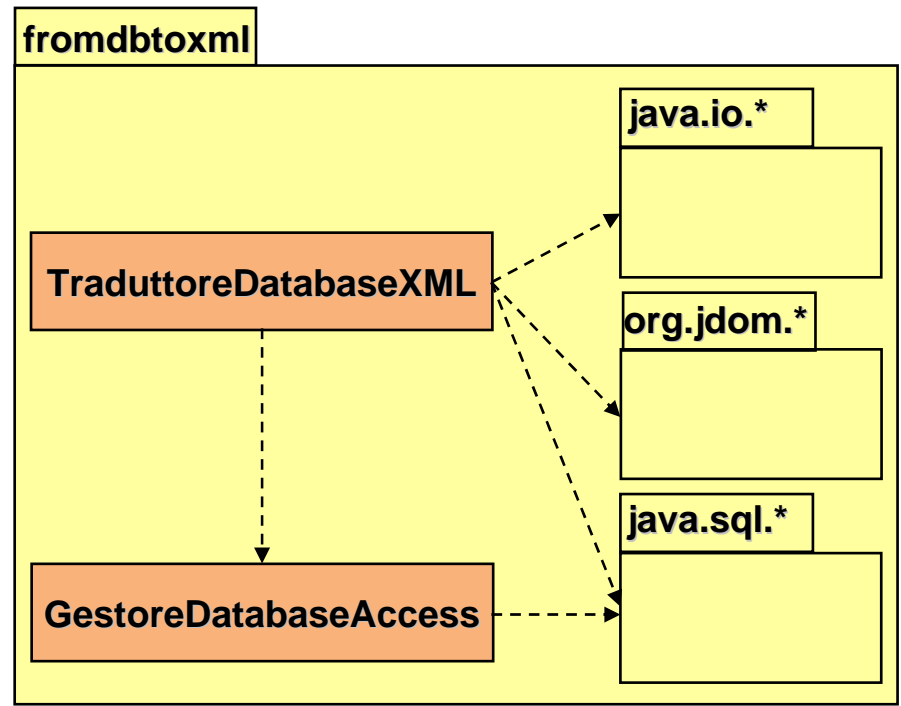 fromdbtoxml
java.io.*
TraduttoreDatabaseXML
org.jdom.*
java.sql.*
GestoreDatabaseAccess